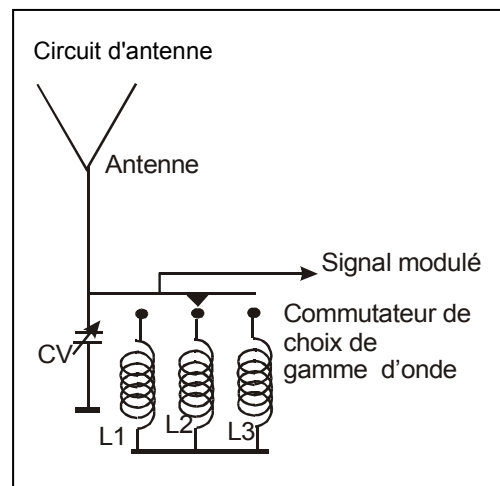 Circuit d'antenne
Antenne
Signal modulé
Commutateur de
choix de
gamme d'onde
CV
L1
L2
L3